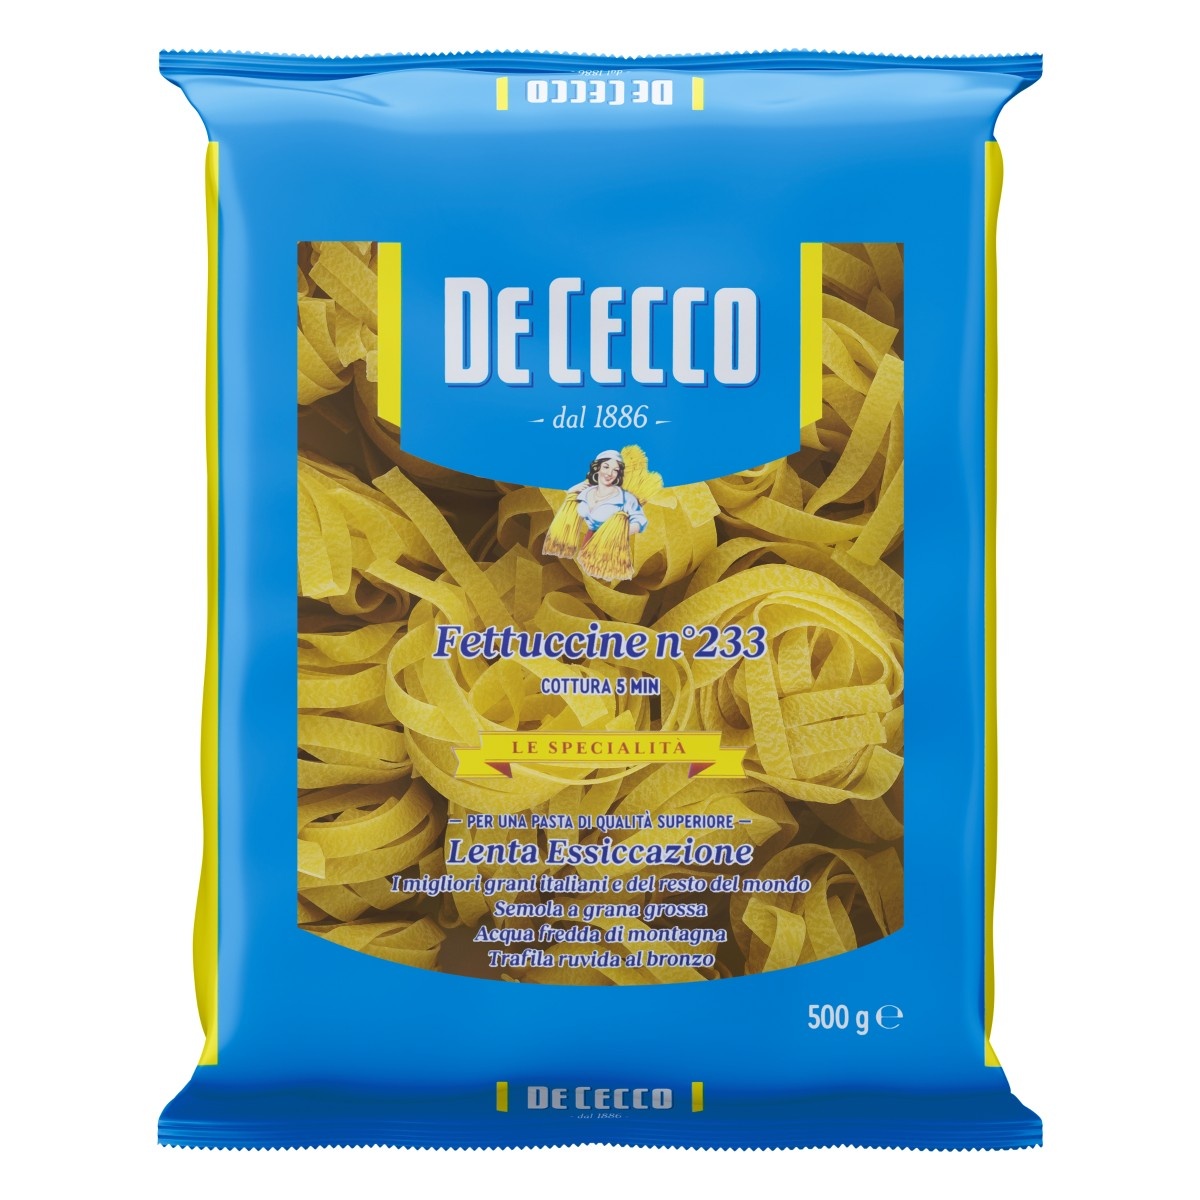 dal 1886
DE CECCO
DE CECCO
dal 1886
Fettuccine n°233
COTTURA 5 MIN
LE SPECIALITÀ
PER UNA PASTA DI QUALITÀ SUPERIORE
Lenta Essiccazione
I migliori grani italiani e del resto del mondo
Semola a grana grossa
Acqua fredda di montagna
Trafila ruvida al bronzo
500 g ℮
DE CECCO
dal 1886